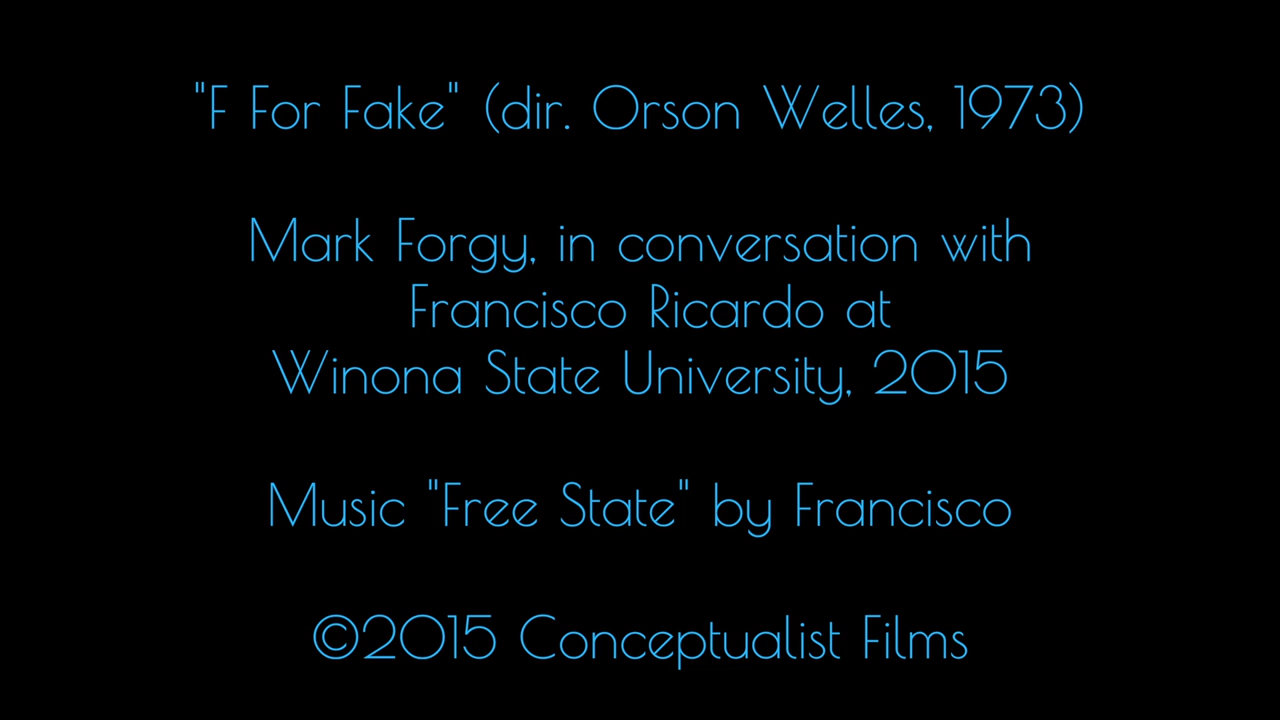 "F For Fake" (dir. Orson Welles, 1973)
Mark Forgy, in conversation with
Francisco Ricardo at
Winona State University, 2015
Music "Free State" by Francisco
©2015 Conceptualist Films